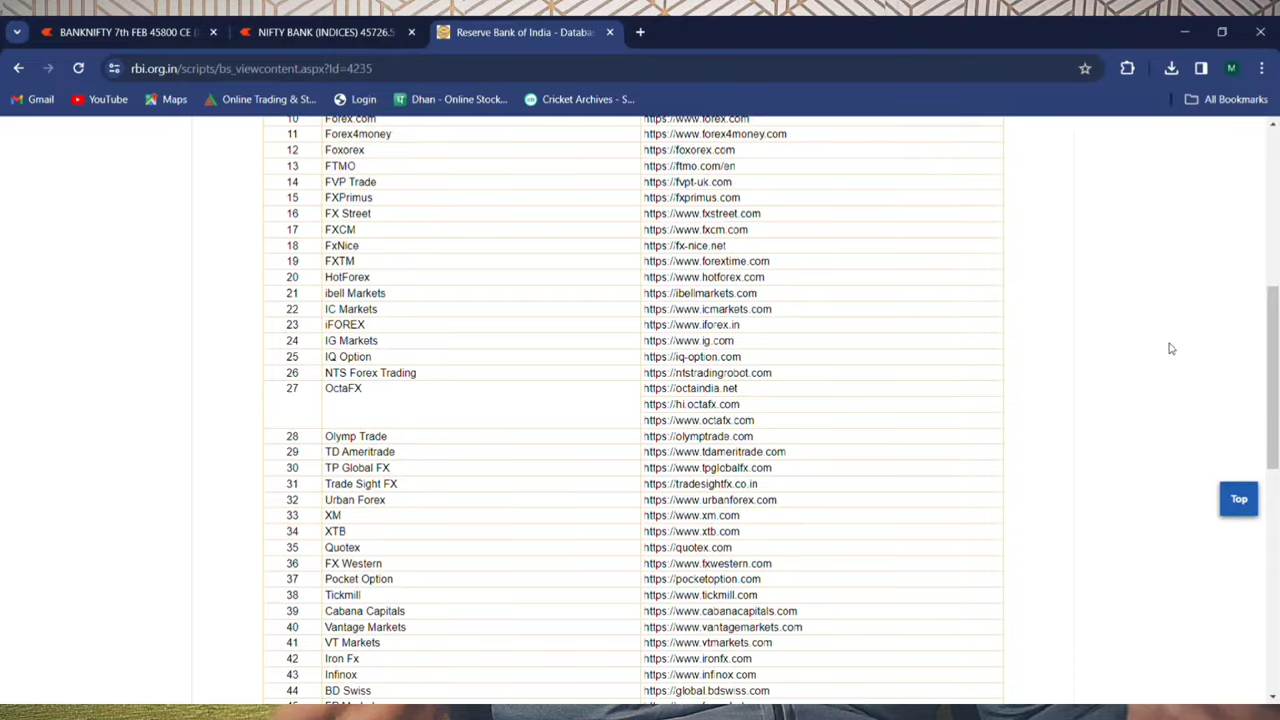 BANKNIFTY 7th FEB 45800 CE
NIFTY BANK (INDICES) 45726.5
Reserve Bank of India - Databa
rbi.org.in/scripts/bs_viewcontent.aspx?Id=4235
M
Gmail
YouTube
Maps
Online Trading & St...
Login
Dhan - Online Stock...
Cricket Archives - S...
All Bookmarks
10 Forex.com https://www.forex.com
11 Forex4money https://www.forex4money.com
12 Foxorex https://foxorex.com
13 FTMO https://ftmo.com/en
14 FVP Trade https://fvpt-uk.com
15 FXPrimus https://fxprimus.com
16 FX Street https://www.fxstreet.com
17 FXCM https://www.fxcm.com
18 FxNice https://fx-nice.net
19 FXTM https://www.forextime.com
20 HotForex https://www.hotforex.com
21 ibell Markets https://ibellmarkets.com
22 IC Markets https://www.icmarkets.com
23 iFOREX https://www.iforex.in
24 IG Markets https://www.ig.com
25 IQ Option https://iq-option.com
26 NTS Forex Trading https://ntstradingrobot.com
27 OctaFX https://octaindia.net
https://hi.octafx.com
https://www.octafx.com
28 Olymp Trade https://olymptrade.com
29 TD Ameritrade https://www.tdameritrade.com
30 TP Global FX https://www.tpglobalfx.com
31 Trade Sight FX https://tradesightfx.co.in
32 Urban Forex https://www.urbanforex.com
33 XM https://www.xm.com
34 XTB https://www.xtb.com
35 Quotex https://quotex.com
36 FX Western https://www.fxwestern.com
37 Pocket Option https://pocketoption.com
38 Tickmill https://www.tickmill.com
39 Cabana Capitals https://www.cabanacapitals.com
40 Vantage Markets https://www.vantagemarkets.com
41 VT Markets https://www.vtmarkets.com
42 Iron Fx https://www.ironfx.com
43 Infinox https://www.infinox.com
44 BD Swiss https://global.bdswiss.com
Top